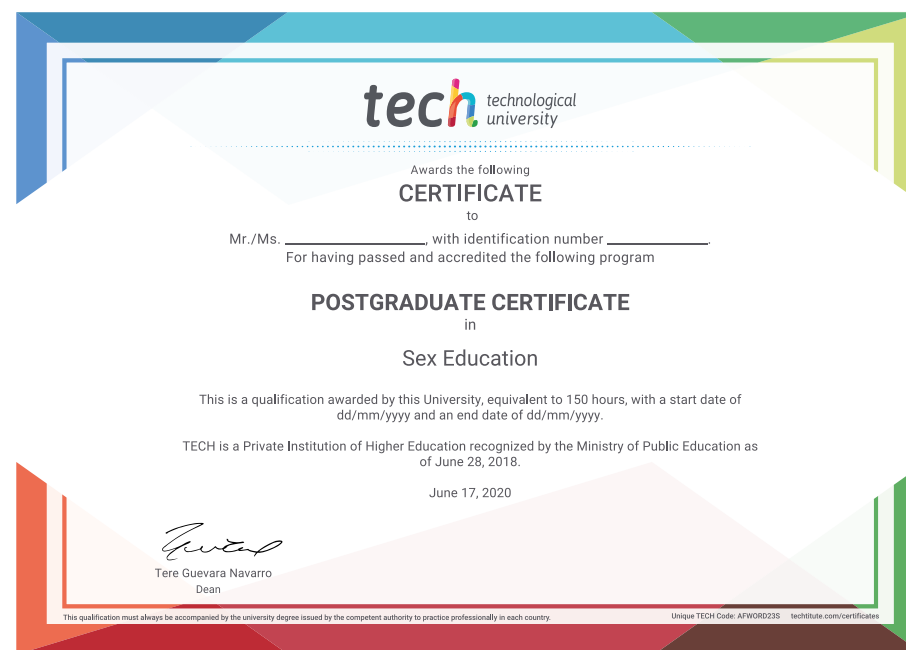 tech technological
university
Awards the following
CERTIFICATE
to
Mr./Ms. ____________, with identification number ____________.
For having passed and accredited the following program
POSTGRADUATE CERTIFICATE
in
Sex Education
This is a qualification awarded by this University, equivalent to 150 hours, with a start date of
dd/mm/yyyy and an end date of dd/mm/yyyy.
TECH is a Private Institution of Higher Education recognized by the Ministry of Public Education as
of June 28, 2018.
June 17, 2020
Tere Guevara Navarro
Dean
This qualification must always be accompanied by the university degree issued by the competent authority to practice professionally in each country.
Unique TECH Code: AFWORD23S techtitute.com/certificates